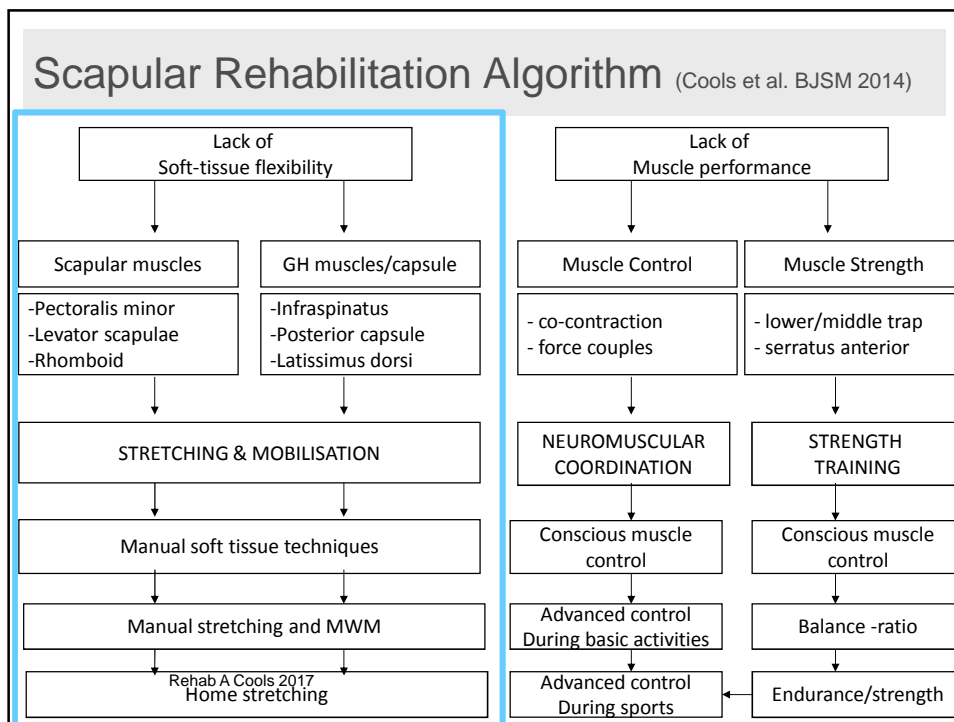 Scapular Rehabilitation Algorithm (Cools et al. BJSM 2014)
Lack of
Soft-tissue flexibility
Scapular muscles
-Pectoralis minor
-Levator scapulae
-Rhomboid
GH muscles/capsule
-Infraspinatus
-Posterior capsule
-Latissimus dorsi
STRETCHING & MOBILISATION
Manual soft tissue techniques
Manual stretching and MWM
Rehab A Cools 2017
Home stretching
Lack of
Muscle performance
Muscle Control
- co-contraction
- force couples
NEUROMUSCULAR
COORDINATION
Conscious muscle
control
Advanced control
During basic activities
Advanced control
During sports
Muscle Strength
- lower/middle trap
- serratus anterior
STRENGTH
TRAINING
Conscious muscle
control
Balance -ratio
Endurance/strength